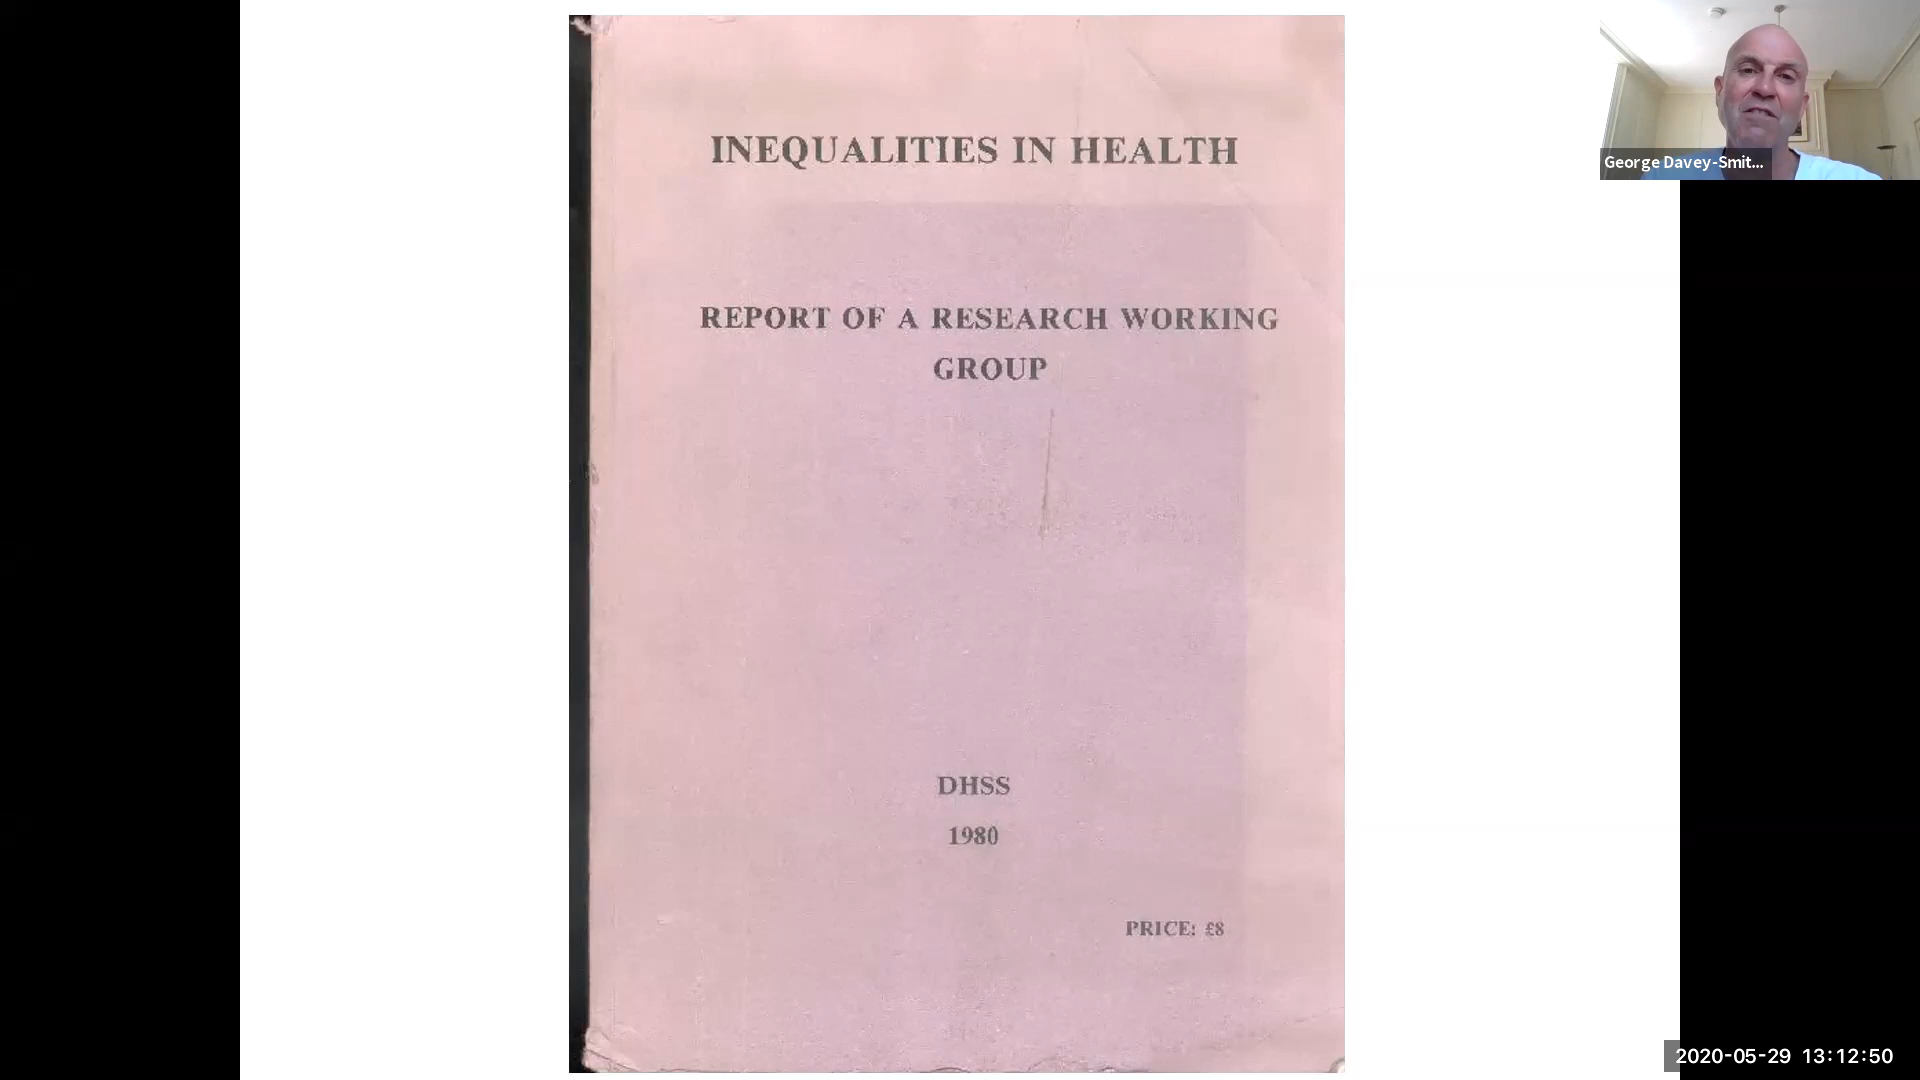 INEQUALITIES IN HEALTH
REPORT OF A RESEARCH WORKING
GROUP
DHSS
1980
PRICE: £8
George Davey-Smit...
2020-05-29 13:12:50